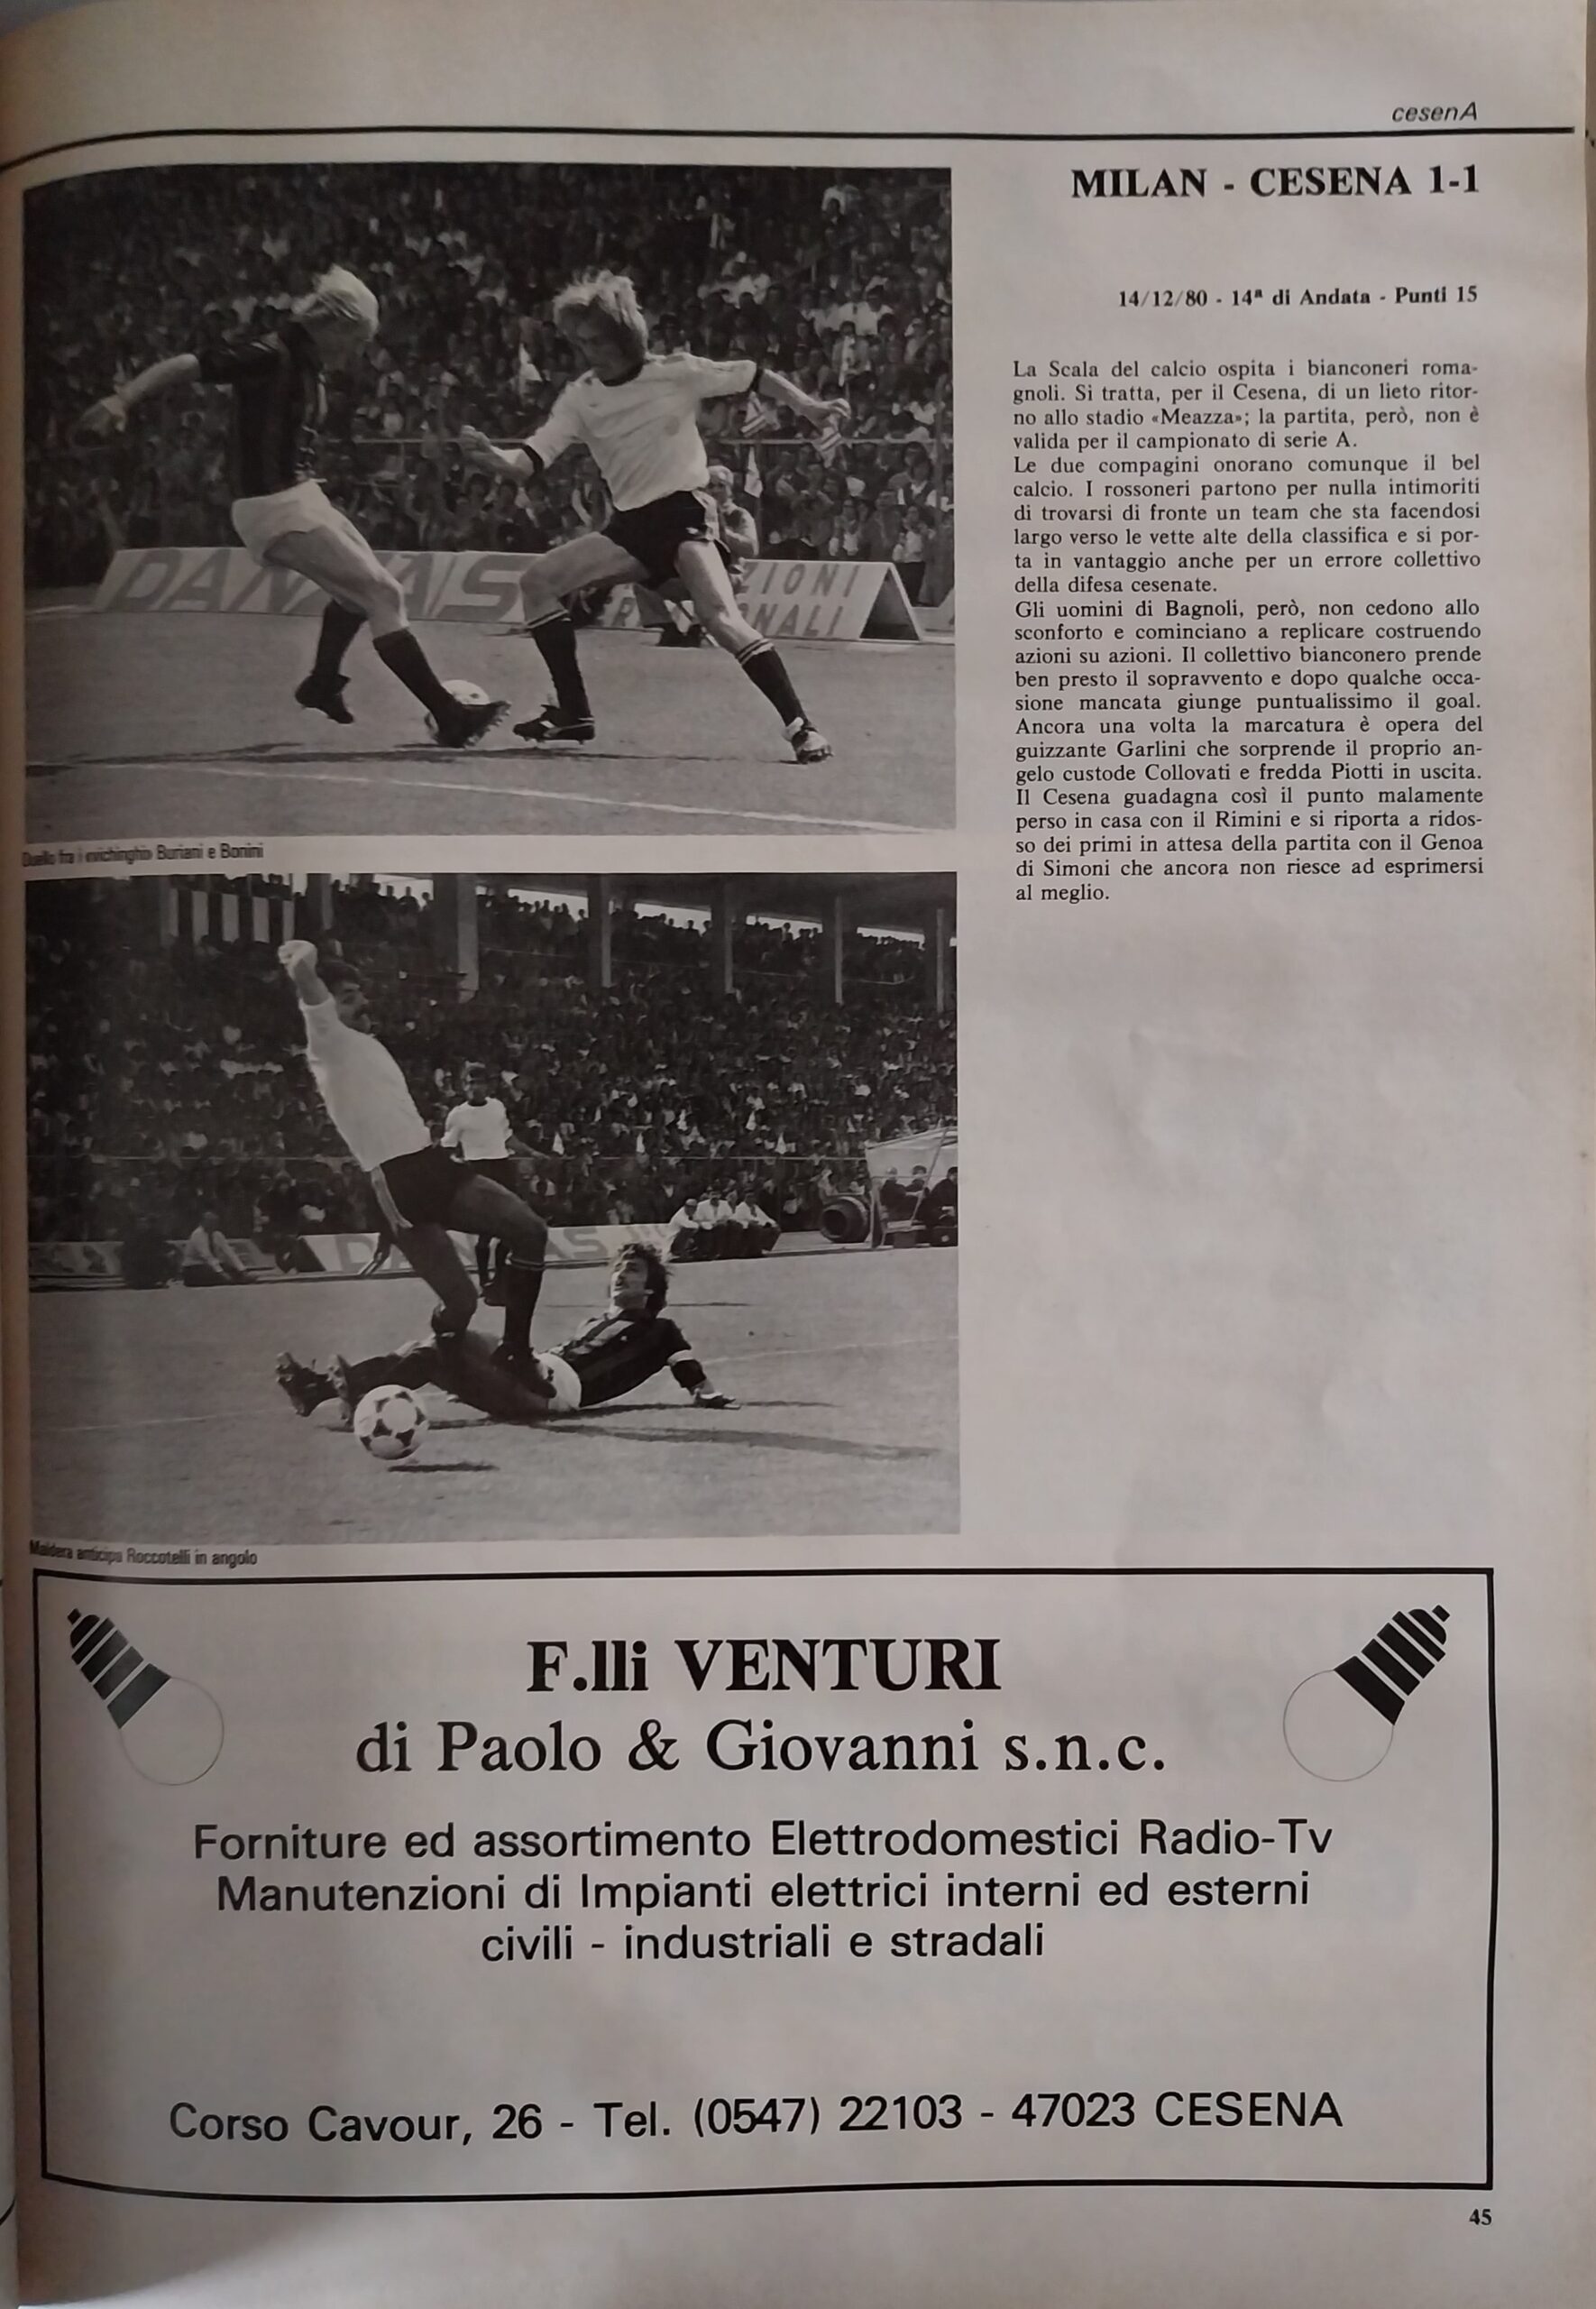 cesenA
MILAN - CESENA 1-1
14/12/80 - 14ª di Andata - Punti 15
La Scala del calcio ospita i bianconeri roma-
gnoli. Si tratta, per il Cesena, di un lieto ritor-
no allo stadio «Meazza»; la partita, però, non è
valida per il campionato di serie A.
Le due compagini onorano comunque il bel
calcio. I rossoneri partono per nulla intimoriti
di trovarsi di fronte un team che sta facendosi
largo verso le vette alte della classifica e si por-
ta in vantaggio anche per un errore collettivo
della difesa cesenate.
Gli uomini di Bagnoli, però, non cedono allo
sconforto e cominciano a replicare costruendo
azioni su azioni. Il collettivo bianconero prende
ben presto il sopravvento e dopo qualche occa-
sione mancata giunge puntualissimo il goal.
Ancora una volta la marcatura è opera del
guizzante Garlini che sorprende il proprio an-
gelo custode Collovati e fredda Piotti in uscita.
Il Cesena guadagna così il punto malamente
perso in casa con il Rimini e si riporta a ridos-
so dei primi in attesa della partita con il Genoa
di Simoni che ancora non riesce ad esprimersi
al meglio.
DANZAS
ZIONI
NALI
Duello fra i «vichinghi» Buriani e Bonini
Maldera anticipa Roccotelli in angolo
F.lli VENTURI
di Paolo & Giovanni s.n.c.
Forniture ed assortimento Elettrodomestici Radio-Tv
Manutenzioni di Impianti elettrici interni ed esterni
civili - industriali e stradali
Corso Cavour, 26 - Tel. (0547) 22103 - 47023 CESENA
45